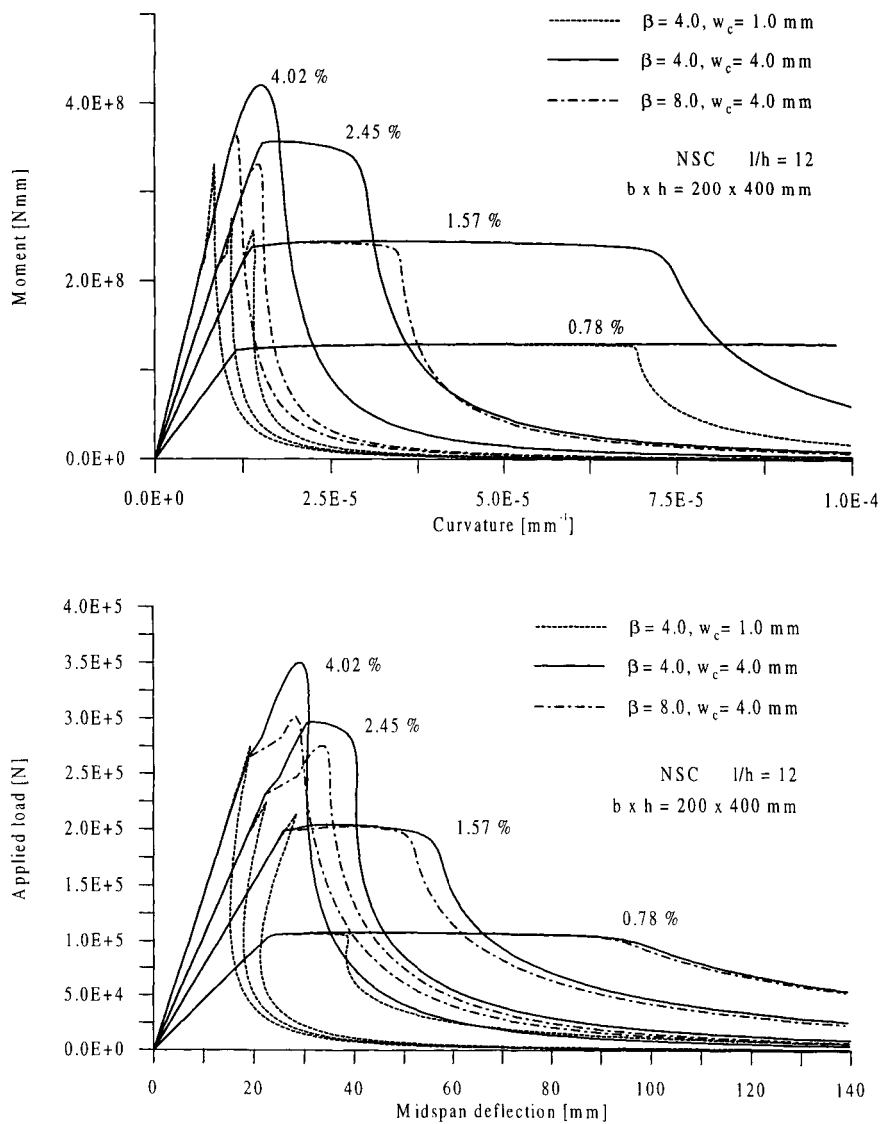 β = 4.0, w_c = 1.0 mm
β = 4.0, w_c = 4.0 mm
β = 8.0, w_c = 4.0 mm
NSC l/h = 12
b x h = 200 x 400 mm
4.02 %
2.45 %
1.57 %
0.78 %
Moment [Nmm]
4.0E+8
2.0E+8
0.0E+0
0.0E+0 2.5E-5 5.0E-5 7.5E-5 1.0E-4
Curvature [mm⁻¹]
4.0E+5
3.5E+5
3.0E+5
2.5E+5
2.0E+5
1.5E+5
1.0E+5
5.0E+4
0.0E+0
Applied load [N]
β = 4.0, w_c = 1.0 mm
β = 4.0, w_c = 4.0 mm
β = 8.0, w_c = 4.0 mm
NSC l/h = 12
b x h = 200 x 400 mm
4.02 %
2.45 %
1.57 %
0.78 %
0 20 40 60 80 100 120 140
Midspan deflection [mm]